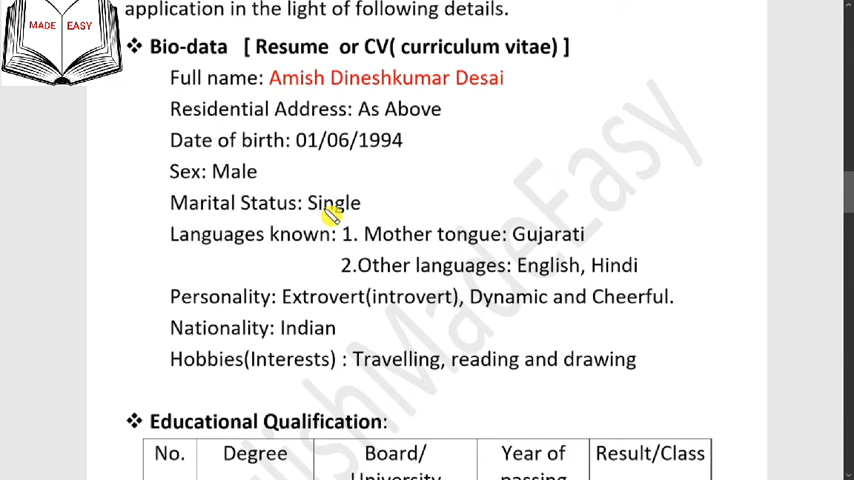 application in the light of following details.
MADE EASY
❖ Bio-data [ Resume or CV( curriculum vitae) ]
Full name: Amish Dineshkumar Desai
Residential Address: As Above
Date of birth: 01/06/1994
Sex: Male
Marital Status: Single
Languages known: 1. Mother tongue: Gujarati
2.Other languages: English, Hindi
Personality: Extrovert(introvert), Dynamic and Cheerful.
Nationality: Indian
Hobbies(Interests) : Travelling, reading and drawing
❖ Educational Qualification:
No. Degree Board/ Year of Result/Class
University passing
EnglishMadeEasy